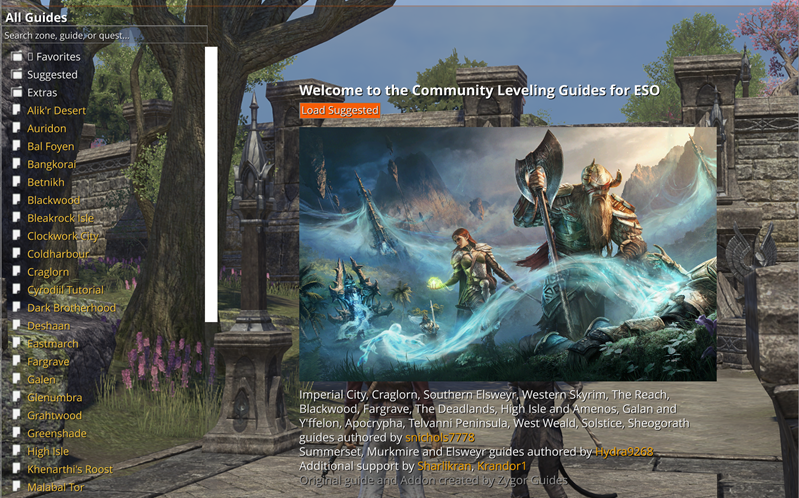 All Guides
Search zone, guide, or quest...
Favorites
Suggested
Extras
Alik'r Desert
Auridon
Bal Foyen
Bangkorai
Betnikh
Blackwood
Bleakrock Isle
Clockwork City
Coldharbour
Craglorn
Cyrodiil Tutorial
Dark Brotherhood
Deshaan
Eastmarch
Fargrave
Galen
Glenumbra
Grahtwood
Greenshade
High Isle
Khenarthi's Roost
Malabal Tor
Welcome to the Community Leveling Guides for ESO
Load Suggested
Imperial City, Craglorn, Southern Elsweyr, Western Skyrim, The Reach,
Blackwood, Fargrave, The Deadlands, High Isle and Amenos, Galan and
Y'ffelon, Apocrypha, Telvanni Peninsula, West Weald, Solstice, Sheogorath
guides authored by snichols7778
Summerset, Murkmire and Elsweyr guides authored by Hydra9268
Additional support by Sharlikran, Krandor1
Original guide and Addon created by Zygor Guides